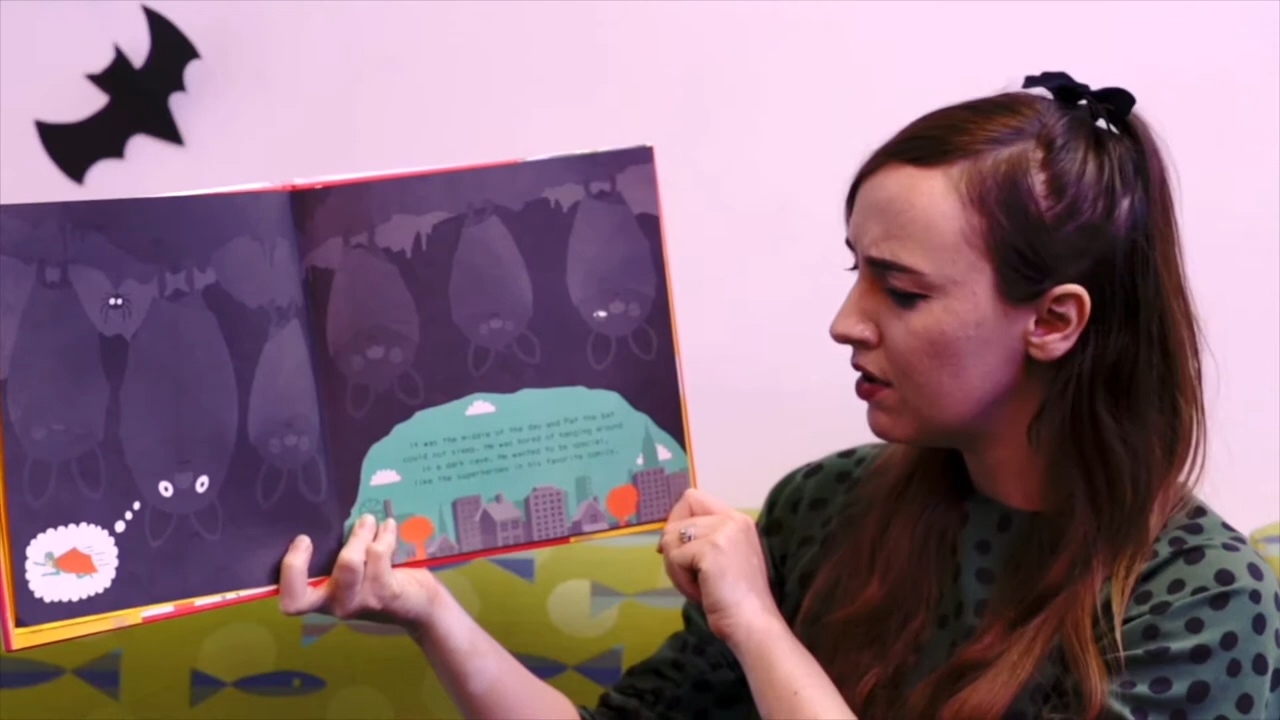 It was the middle of the day and Pat the bat
could not sleep. He was bored of hanging around
in a dark cave. He wanted to be special,
like the superheroes in his favorite comics.